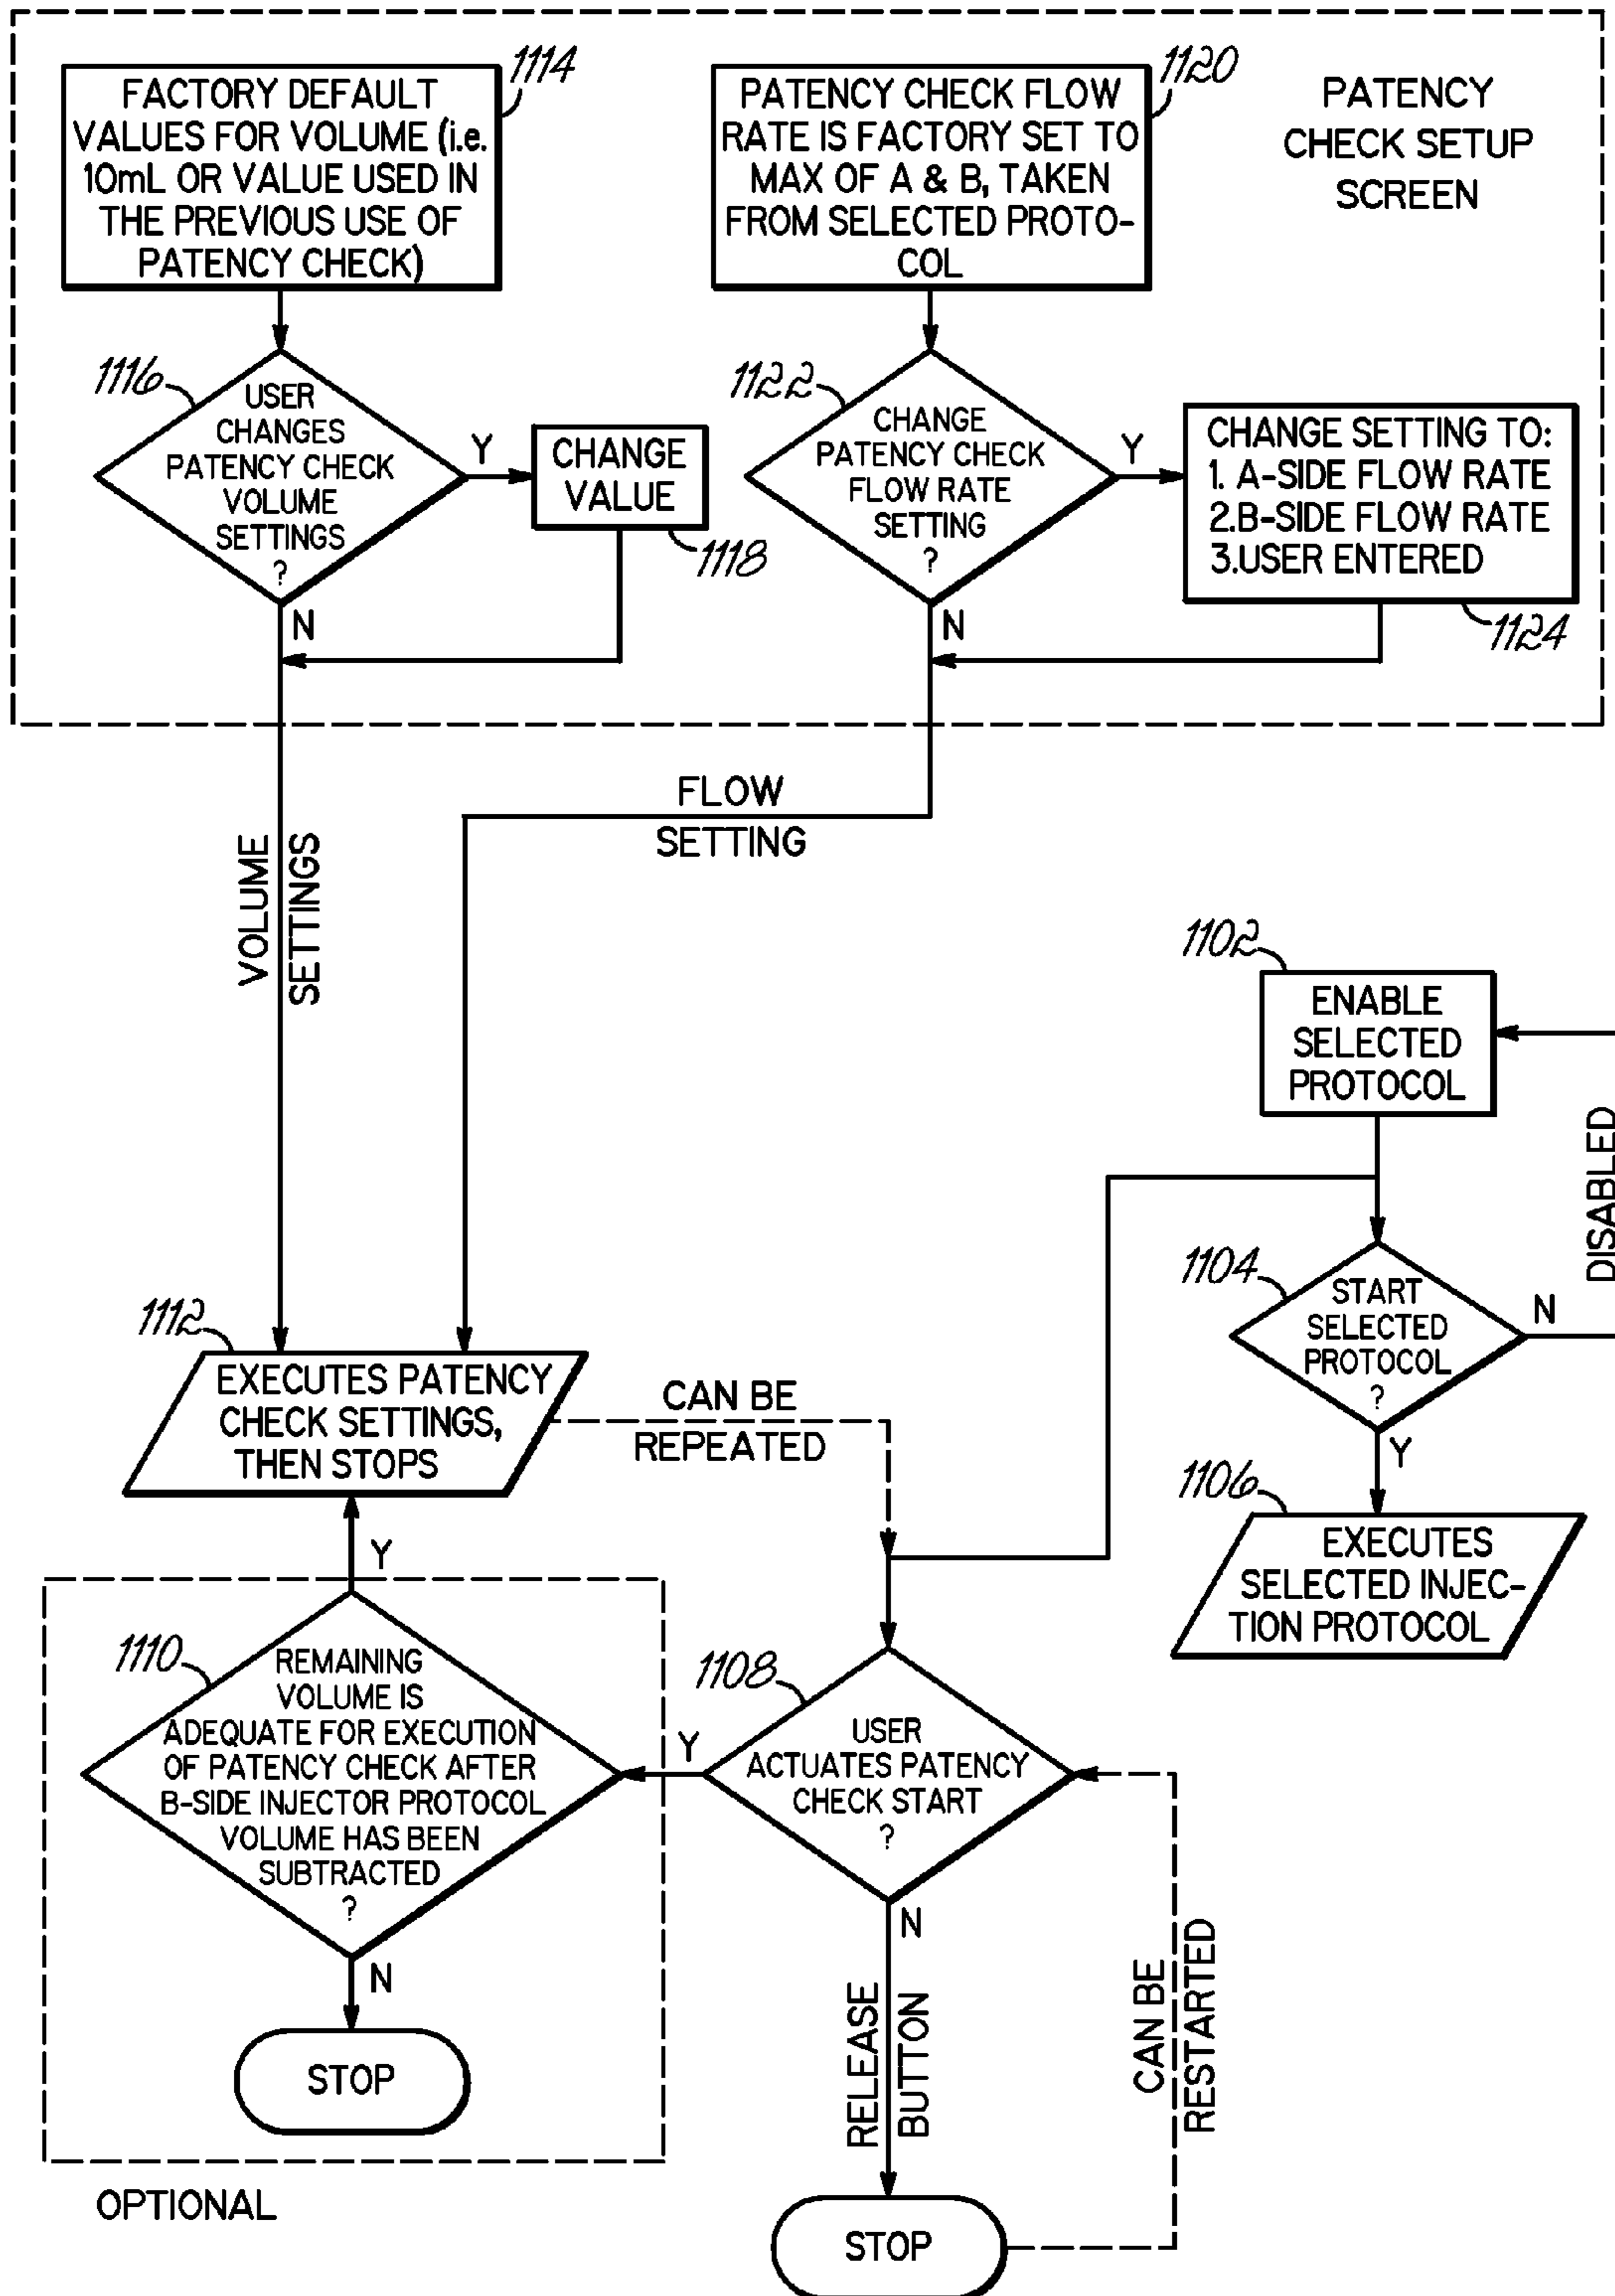 1114
FACTORY DEFAULT
VALUES FOR VOLUME (i.e.
10mL OR VALUE USED IN
THE PREVIOUS USE OF
PATENCY CHECK)
1120
PATENCY CHECK FLOW
RATE IS FACTORY SET TO
MAX OF A & B, TAKEN
FROM SELECTED PROTO-
COL
PATENCY
CHECK SETUP
SCREEN
1116
USER
CHANGES
PATENCY CHECK
VOLUME
SETTINGS
?
Y
N
CHANGE
VALUE
1118
1122
CHANGE
PATENCY CHECK
FLOW RATE
SETTING
?
Y
N
CHANGE SETTING TO:
1. A-SIDE FLOW RATE
2.B-SIDE FLOW RATE
3.USER ENTERED
1124
VOLUME
SETTINGS
FLOW
SETTING
1102
ENABLE
SELECTED
PROTOCOL
DISABLED
1104
START
SELECTED
PROTOCOL
?
N
Y
1106
EXECUTES
SELECTED INJEC-
TION PROTOCOL
1112
EXECUTES PATENCY
CHECK SETTINGS,
THEN STOPS
CAN BE
REPEATED
Y
1110
REMAINING
VOLUME IS
ADEQUATE FOR EXECUTION
OF PATENCY CHECK AFTER
B-SIDE INJECTOR PROTOCOL
VOLUME HAS BEEN
SUBTRACTED
?
N
STOP
OPTIONAL
1108
USER
ACTUATES PATENCY
CHECK START
?
Y
N
RELEASE
BUTTON
CAN BE
RESTARTED
STOP